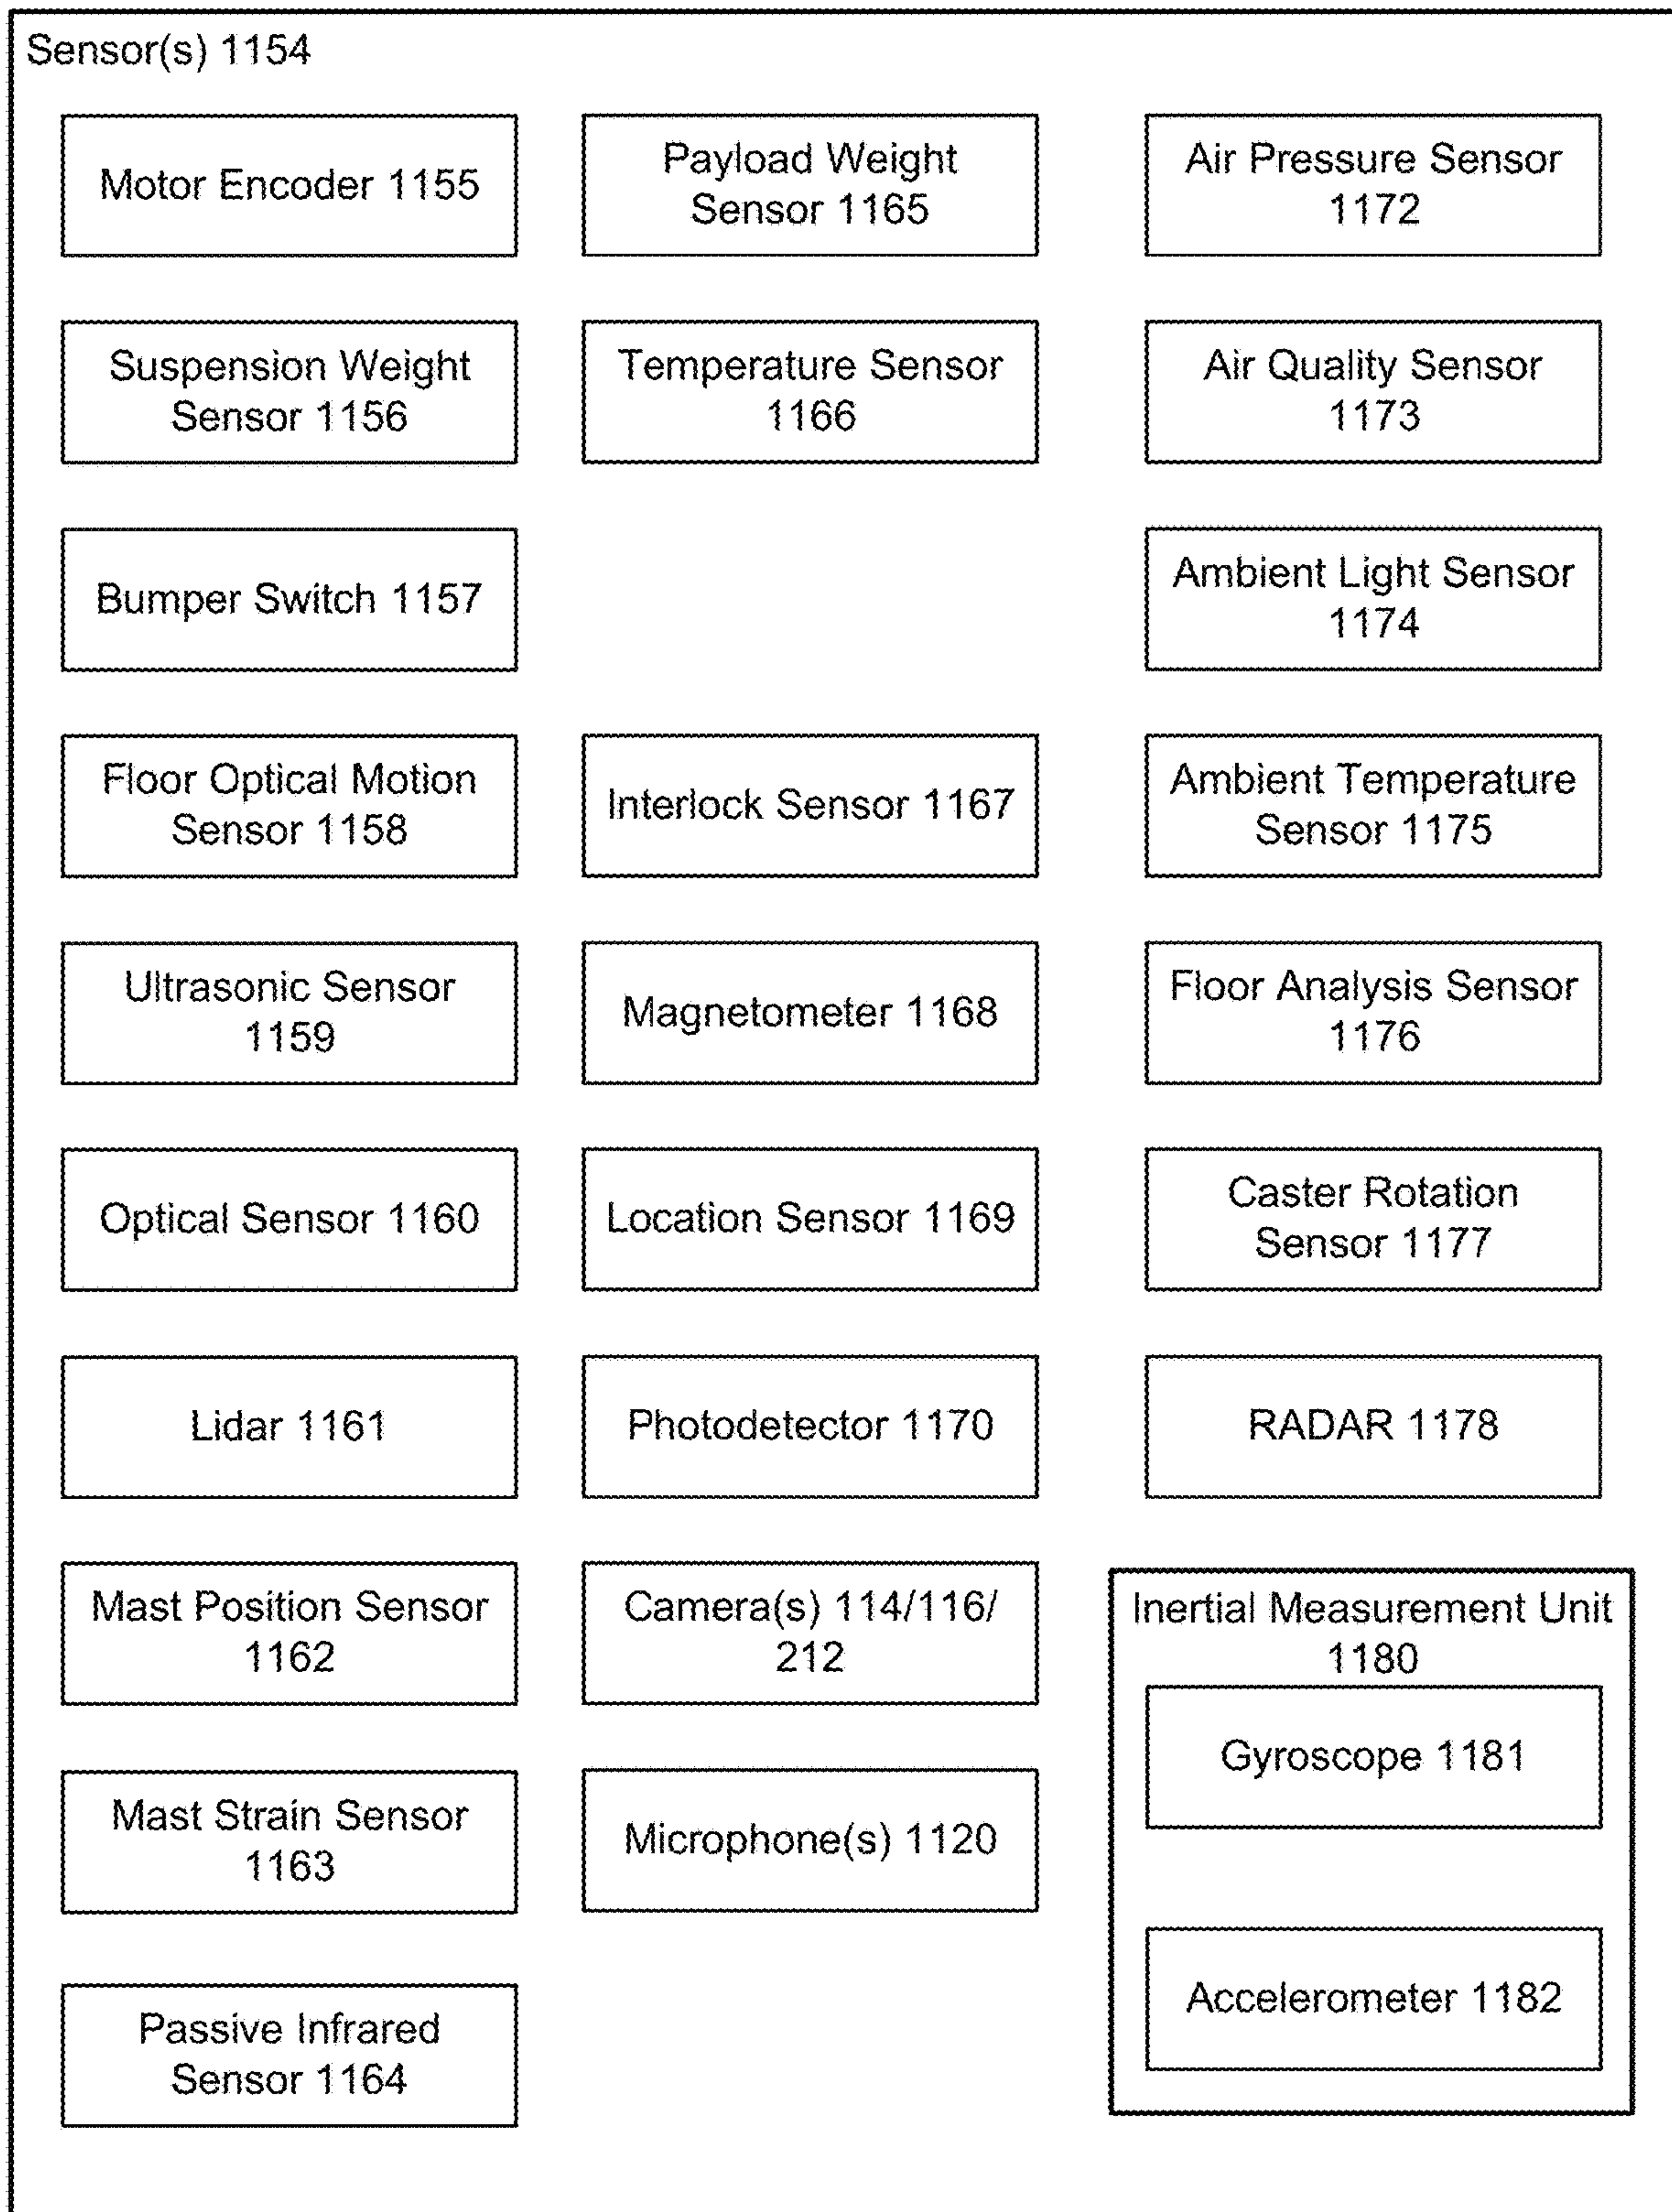 Sensor(s) 1154
Motor Encoder 1155
Suspension Weight
Sensor 1156
Bumper Switch 1157
Floor Optical Motion
Sensor 1158
Ultrasonic Sensor
1159
Optical Sensor 1160
Lidar 1161
Mast Position Sensor
1162
Mast Strain Sensor
1163
Passive Infrared
Sensor 1164
Payload Weight
Sensor 1165
Temperature Sensor
1166
Interlock Sensor 1167
Magnetometer 1168
Location Sensor 1169
Photodetector 1170
Camera(s) 114/116/
212
Microphone(s) 1120
Air Pressure Sensor
1172
Air Quality Sensor
1173
Ambient Light Sensor
1174
Ambient Temperature
Sensor 1175
Floor Analysis Sensor
1176
Caster Rotation
Sensor 1177
RADAR 1178
Inertial Measurement Unit
1180
Gyroscope 1181
Accelerometer 1182